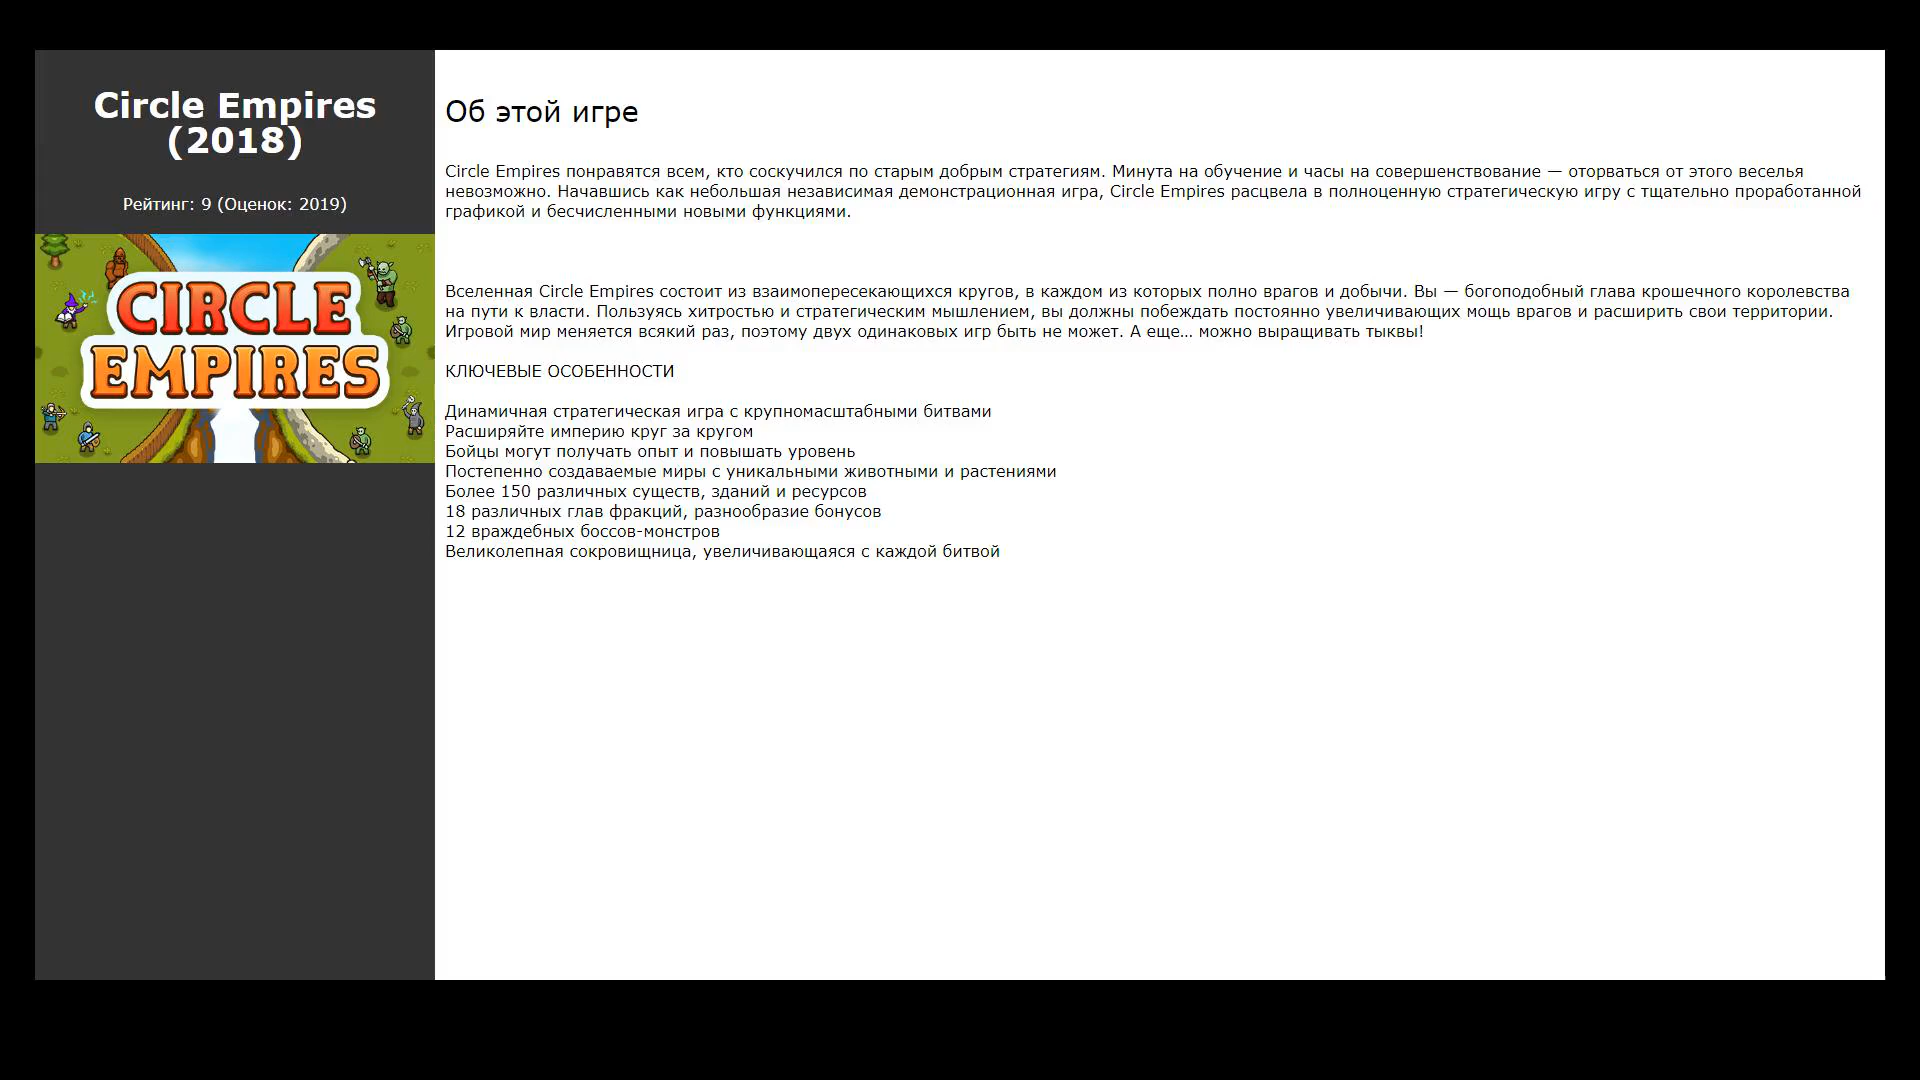 Circle Empires
(2018)
Рейтинг: 9 (Оценок: 2019)
CIRCLE
EMPIRES
Об этой игре
Circle Empires понравятся всем, кто соскучился по старым добрым стратегиям. Минута на обучение и часы на совершенствование — оторваться от этого веселья
невозможно. Начавшись как небольшая независимая демонстрационная игра, Circle Empires расцвела в полноценную стратегическую игру с тщательно проработанной
графикой и бесчисленными новыми функциями.
Вселенная Circle Empires состоит из взаимопересекающихся кругов, в каждом из которых полно врагов и добычи. Вы — богоподобный глава крошечного королевства
на пути к власти. Пользуясь хитростью и стратегическим мышлением, вы должны побеждать постоянно увеличивающих мощь врагов и расширить свои территории.
Игровой мир меняется всякий раз, поэтому двух одинаковых игр быть не может. А еще… можно выращивать тыквы!
КЛЮЧЕВЫЕ ОСОБЕННОСТИ
Динамичная стратегическая игра с крупномасштабными битвами
Расширяйте империю круг за кругом
Бойцы могут получать опыт и повышать уровень
Постепенно создаваемые миры с уникальными животными и растениями
Более 150 различных существ, зданий и ресурсов
18 различных глав фракций, разнообразие бонусов
12 враждебных боссов-монстров
Великолепная сокровищница, увеличивающаяся с каждой битвой